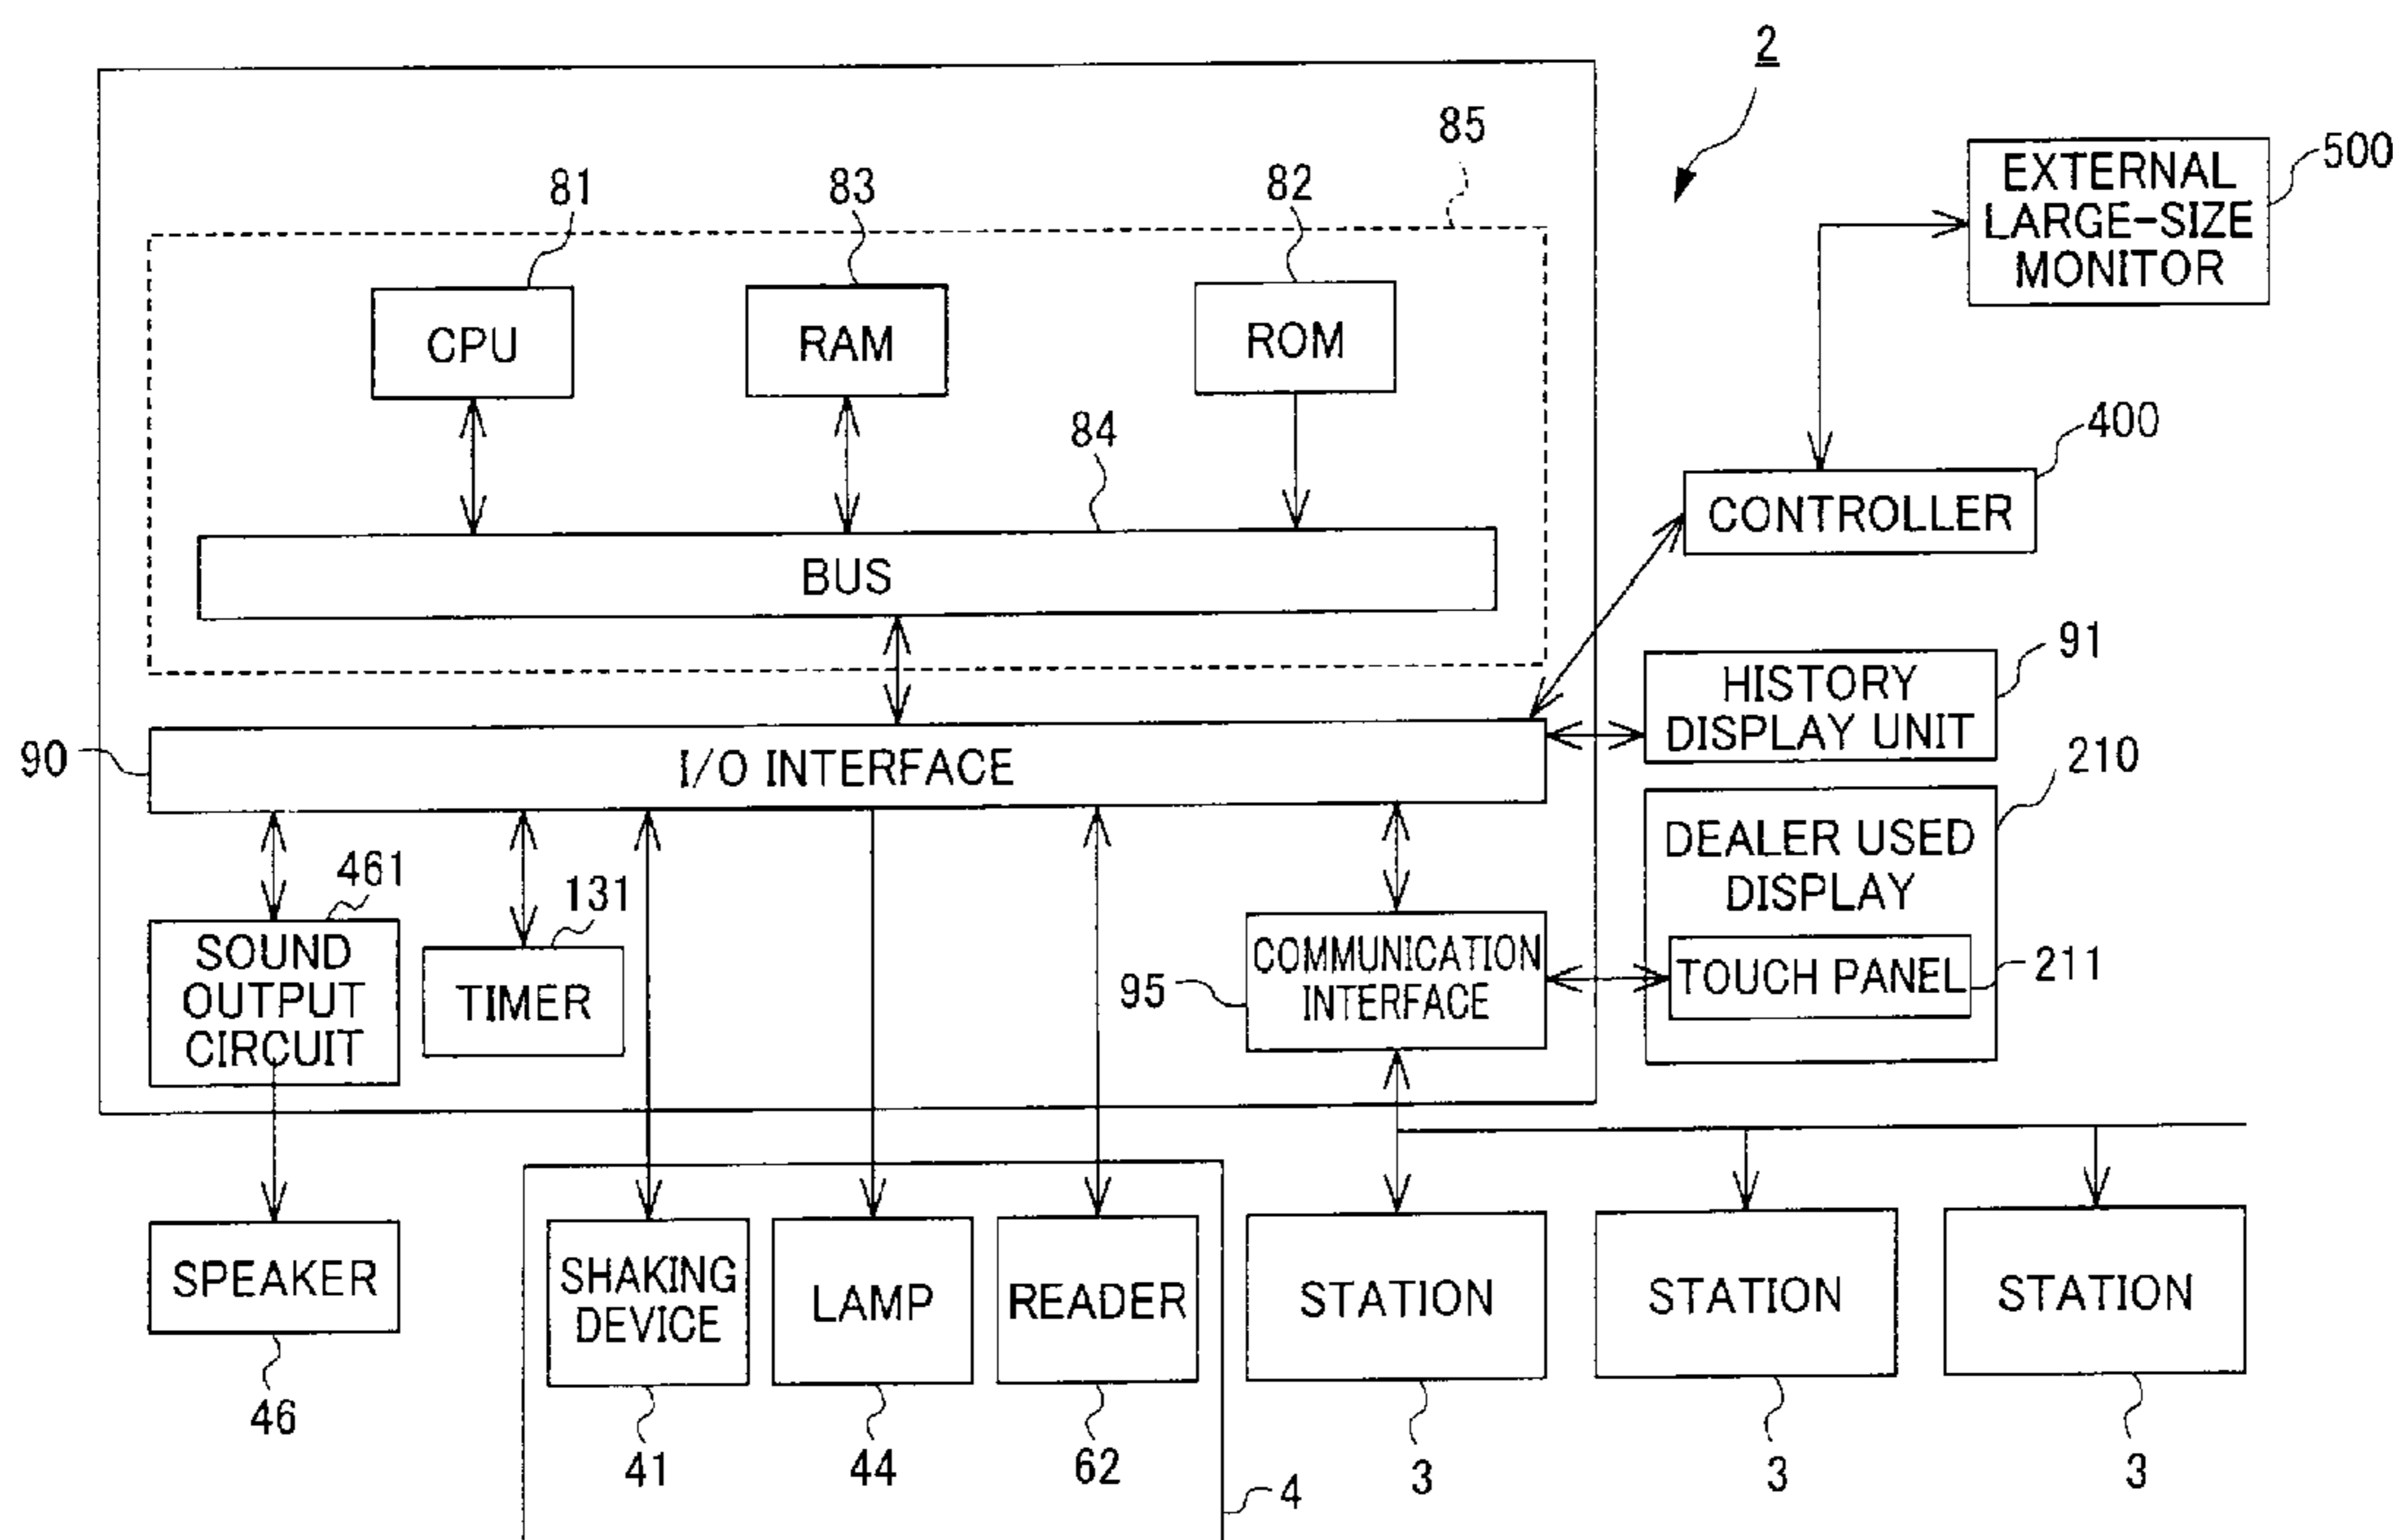 2
85
EXTERNAL
LARGE-SIZE
MONITOR
500
81
83
82
CPU
RAM
ROM
84
400
CONTROLLER
BUS
91
HISTORY
DISPLAY UNIT
90
I/O INTERFACE
210
DEALER USED
DISPLAY
461
131
SOUND
OUTPUT
CIRCUIT
TIMER
COMMUNICATION
INTERFACE
95
TOUCH PANEL
211
SPEAKER
SHAKING
DEVICE
LAMP
READER
STATION
STATION
STATION
46
41
44
62
3
3
3
4